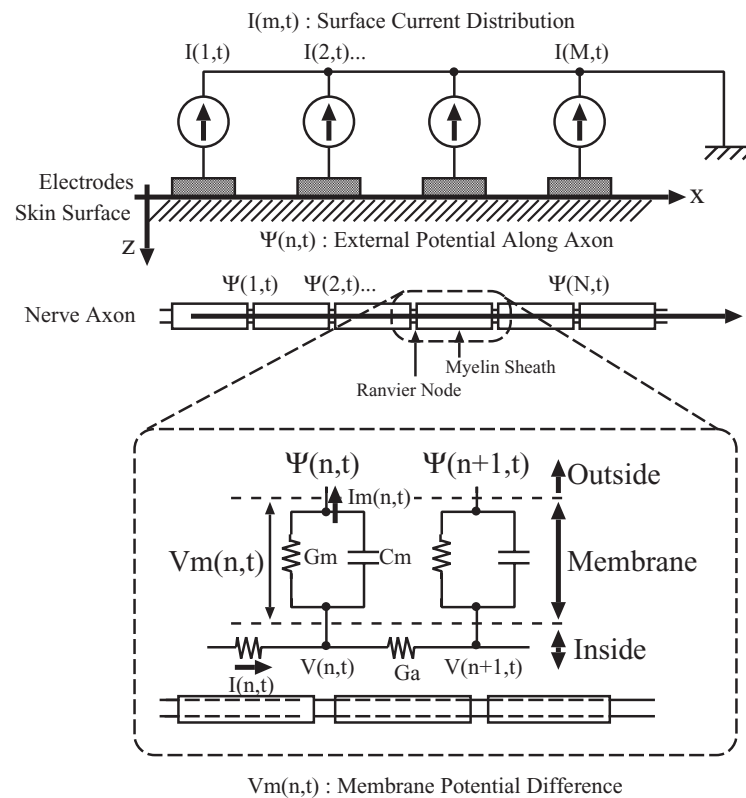 I(m,t) : Surface Current Distribution
I(1,t) I(2,t)... I(M,t)
Electrodes
Skin Surface
X
Z
Ψ(n,t) : External Potential Along Axon
Ψ(1,t) Ψ(2,t)... Ψ(N,t)
Nerve Axon
Myelin Sheath
Ranvier Node
Ψ(n,t) Ψ(n+1,t)
Outside
Im(n,t)
Vm(n,t) Gm Cm Membrane
Inside
I(n,t) V(n,t) Ga V(n+1,t)
Vm(n,t) : Membrane Potential Difference